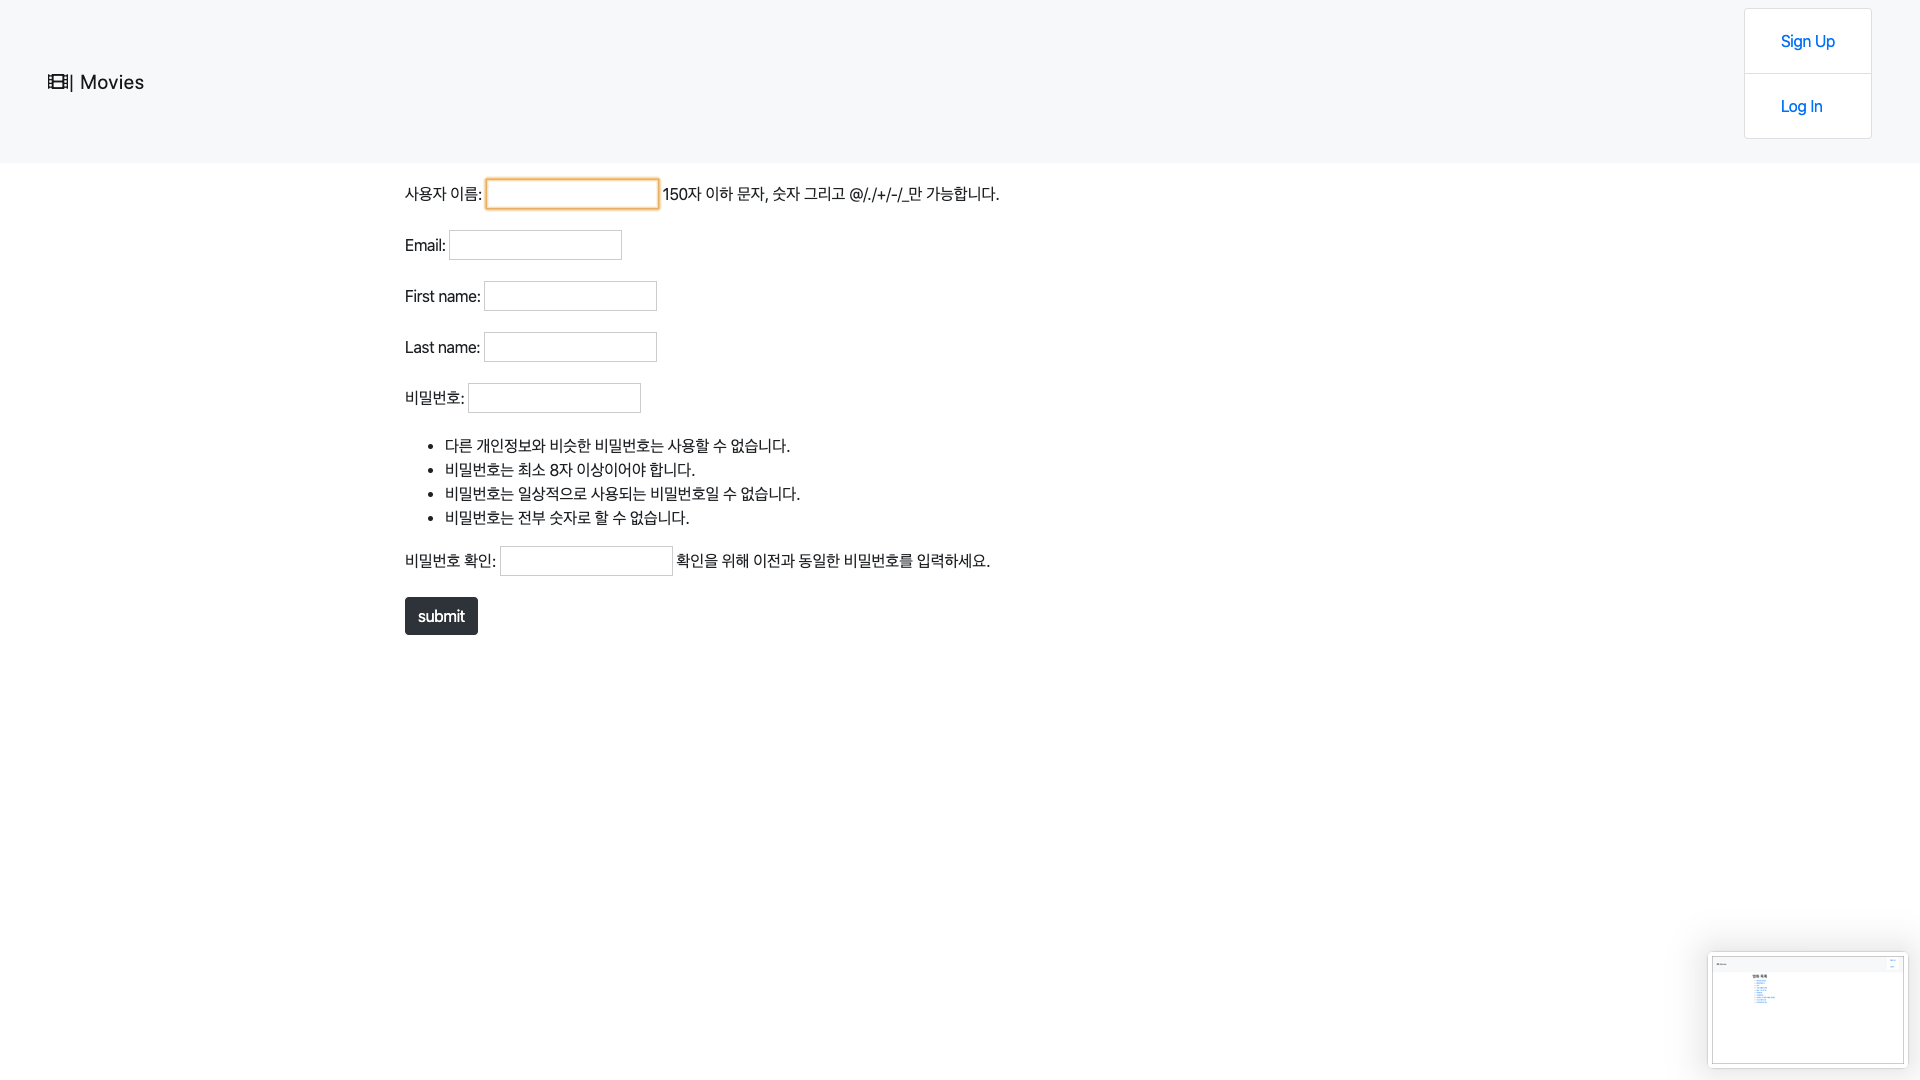 | Movies
Sign Up
Log In
사용자 이름: 150자 이하 문자, 숫자 그리고 @/./+/-/_만 가능합니다.
Email:
First name:
Last name:
비밀번호:
다른 개인정보와 비슷한 비밀번호는 사용할 수 없습니다.
비밀번호는 최소 8자 이상이어야 합니다.
비밀번호는 일상적으로 사용되는 비밀번호일 수 없습니다.
비밀번호는 전부 숫자로 할 수 없습니다.
비밀번호 확인: 확인을 위해 이전과 동일한 비밀번호를 입력하세요.
submit